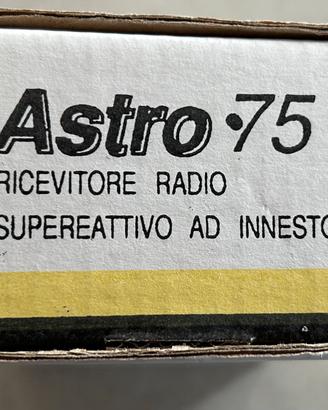 Astro •75
RICEVITORE RADIO
SUPEREATTIVO AD INNESTO